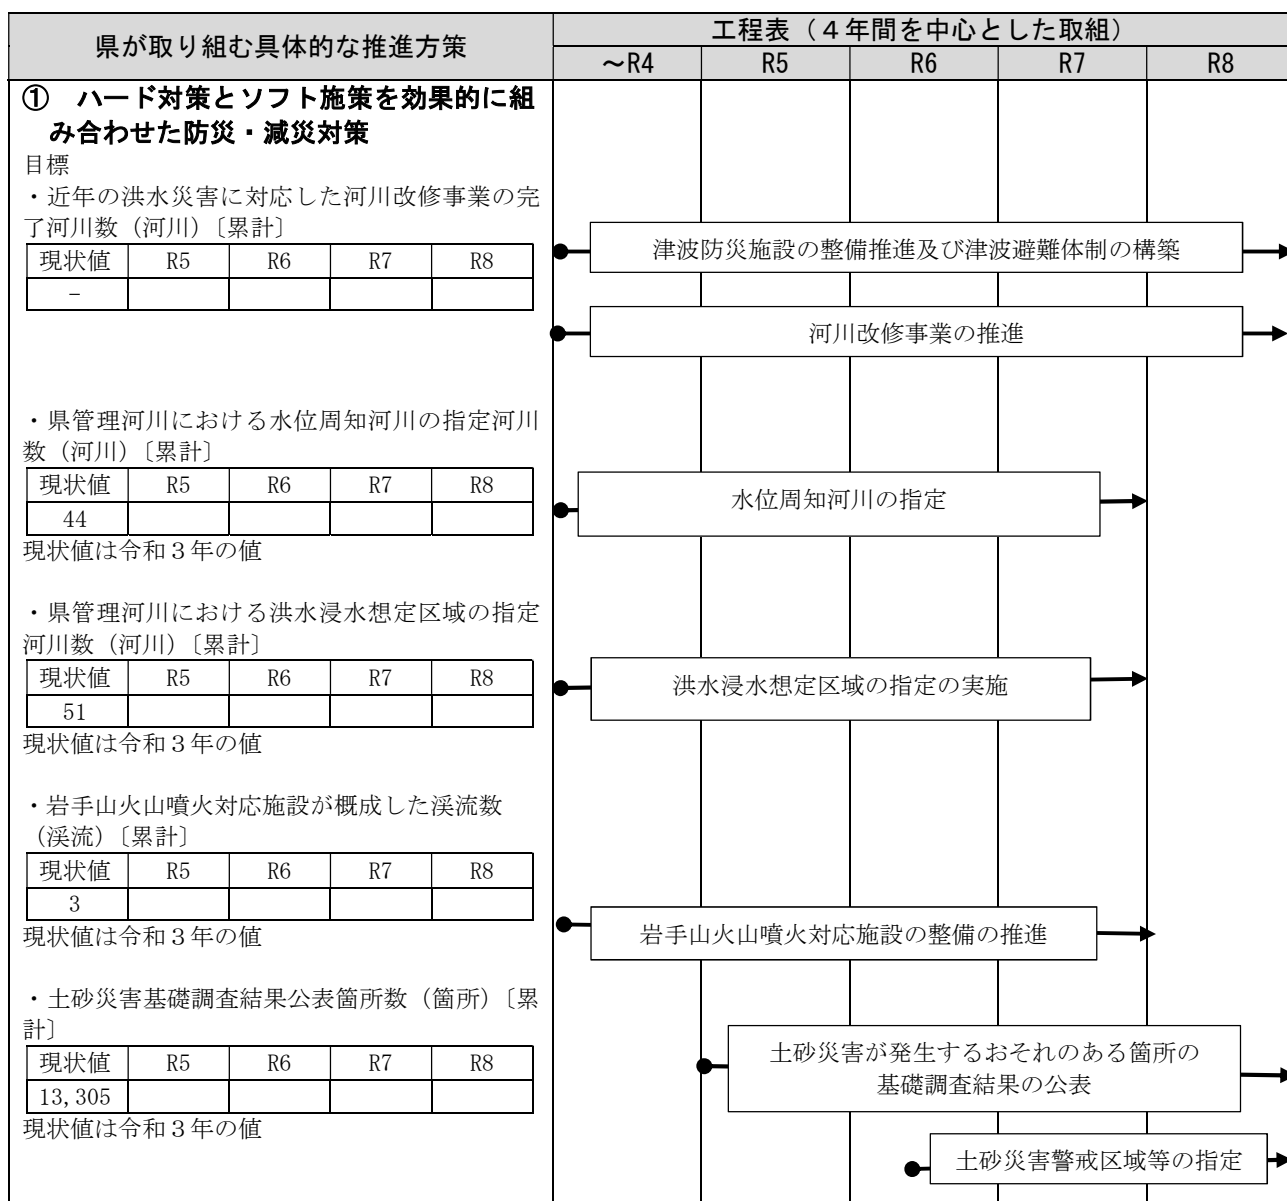 県が取り組む具体的な推進方策
工程表（４年間を中心とした取組）
～R4 R5 R6 R7 R8
①　ハード対策とソフト施策を効果的に組
み合わせた防災・減災対策
目標
・近年の洪水災害に対応した河川改修事業の完
了河川数（河川）〔累計〕
現状値 R5 R6 R7 R8
－
津波防災施設の整備推進及び津波避難体制の構築
河川改修事業の推進
・県管理河川における水位周知河川の指定河川
数（河川）〔累計〕
現状値 R5 R6 R7 R8
44
現状値は令和３年の値
水位周知河川の指定
・県管理河川における洪水浸水想定区域の指定
河川数（河川）〔累計〕
現状値 R5 R6 R7 R8
51
現状値は令和３年の値
洪水浸水想定区域の指定の実施
・岩手山火山噴火対応施設が概成した渓流数
（渓流）〔累計〕
現状値 R5 R6 R7 R8
3
現状値は令和３年の値
岩手山火山噴火対応施設の整備の推進
・土砂災害基礎調査結果公表箇所数（箇所）〔累
計〕
現状値 R5 R6 R7 R8
13,305
現状値は令和３年の値
土砂災害が発生するおそれのある箇所の
基礎調査結果の公表
土砂災害警戒区域等の指定